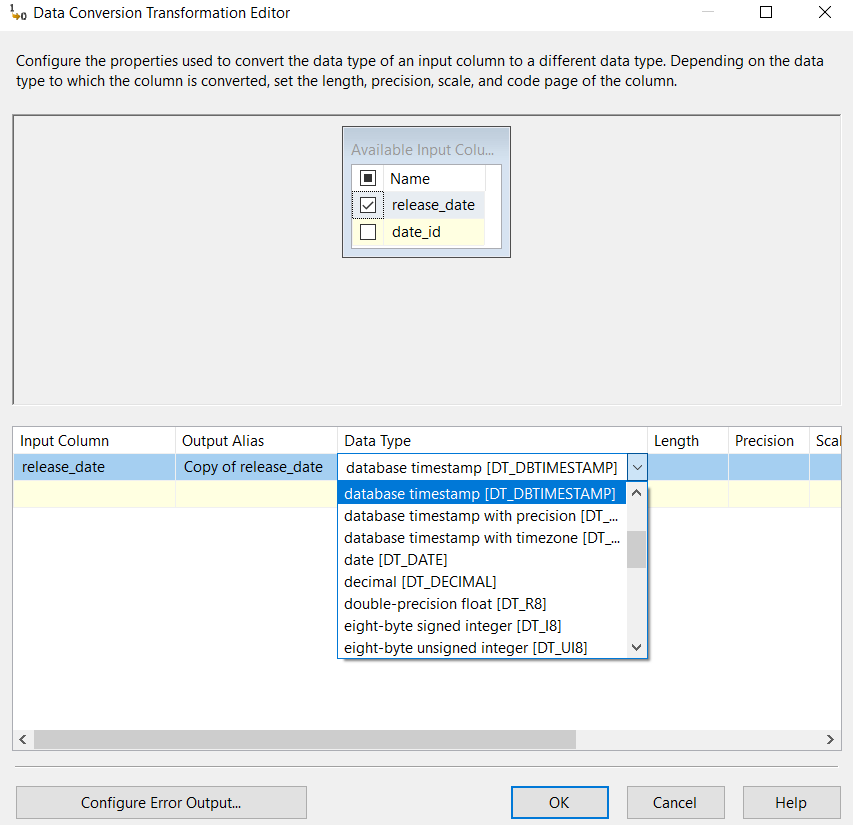 Data Conversion Transformation Editor
Configure the properties used to convert the data type of an input column to a different data type. Depending on the data
type to which the column is converted, set the length, precision, scale, and code page of the column.
Available Input Colu...
Name
release_date
date_id
Input Column Output Alias Data Type Length Precision Scal
release_date Copy of release_date database timestamp [DT_DBTIMESTAMP]
database timestamp [DT_DBTIMESTAMP]
database timestamp with precision [DT_...
database timestamp with timezone [DT_...
date [DT_DATE]
decimal [DT_DECIMAL]
double-precision float [DT_R8]
eight-byte signed integer [DT_I8]
eight-byte unsigned integer [DT_UI8]
Configure Error Output... OK Cancel Help